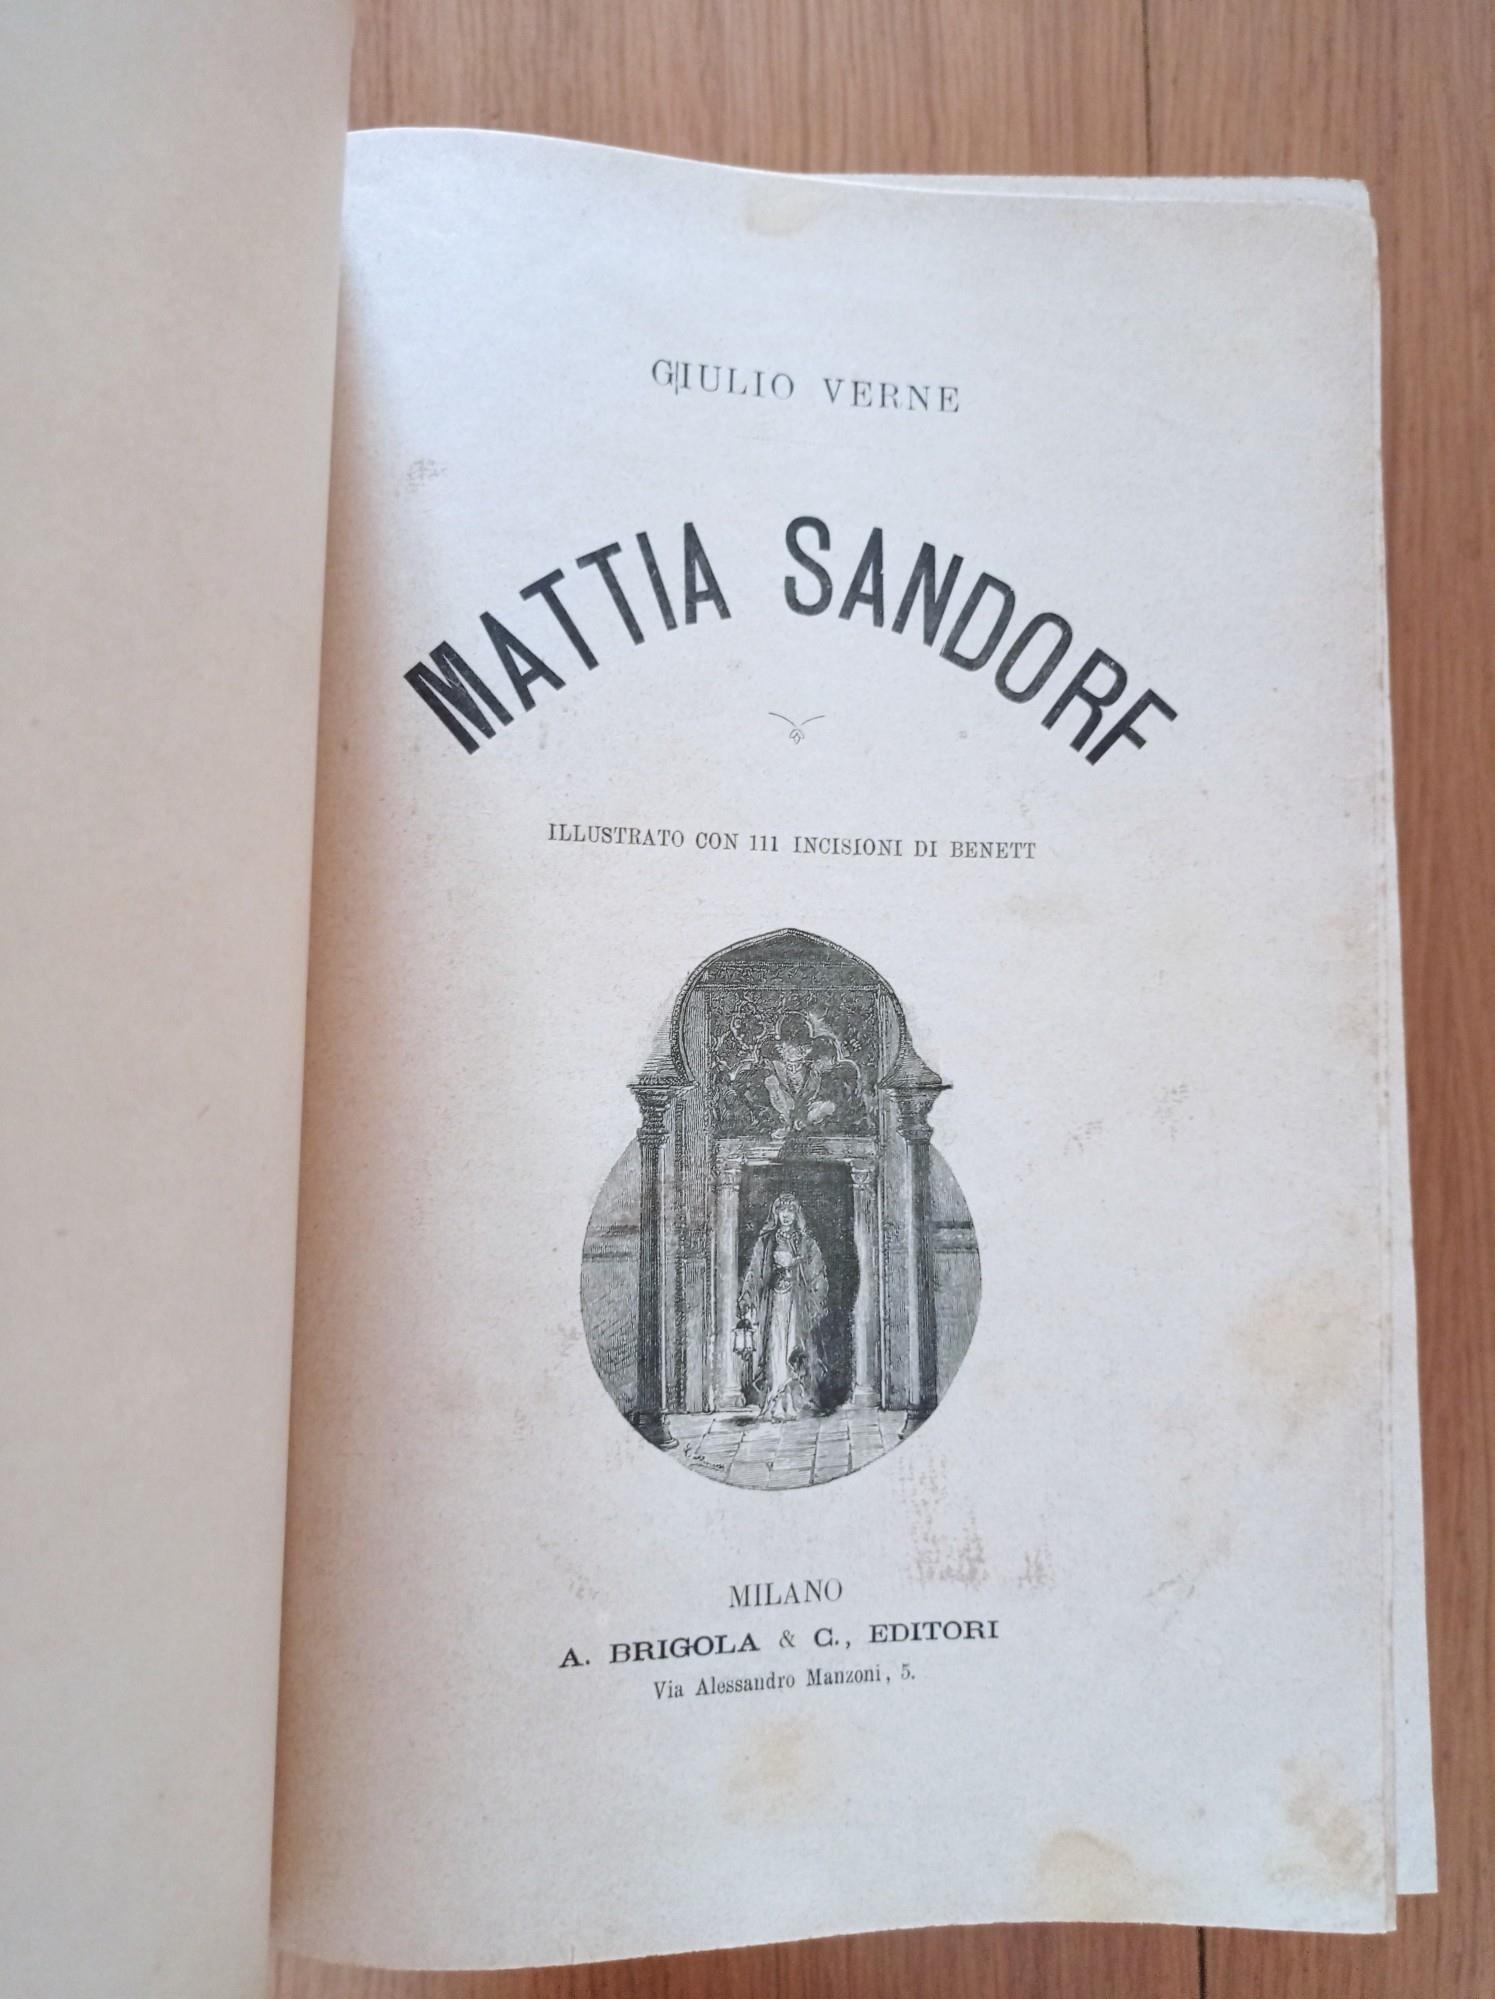 GIULIO VERNE
MATTIA SANDORF
ILLUSTRATO CON 111 INCISIONI DI BENETT
MILANO
A. BRIGOLA & C., EDITORI
Via Alessandro Manzoni, 5.